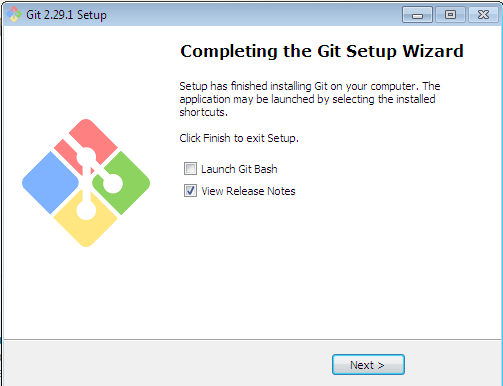 Git 2.29.1 Setup
Completing the Git Setup Wizard
Setup has finished installing Git on your computer. The
application may be launched by selecting the installed
shortcuts.
Click Finish to exit Setup.
Launch Git Bash
View Release Notes
Next >